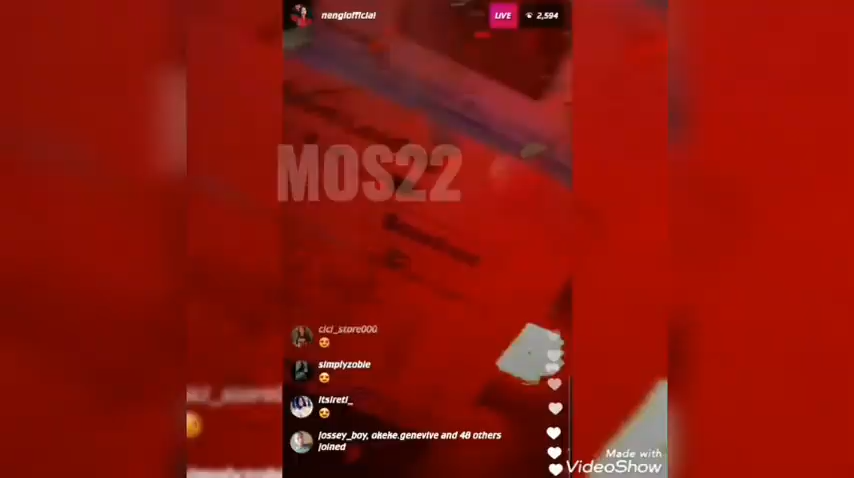 nengiofficial
LIVE
2,594
MOS22
cici_store000
simplyzobie
itsireti_
jossey_boy, okeke.genevive and 48 others
joined
Made with
VideoShow